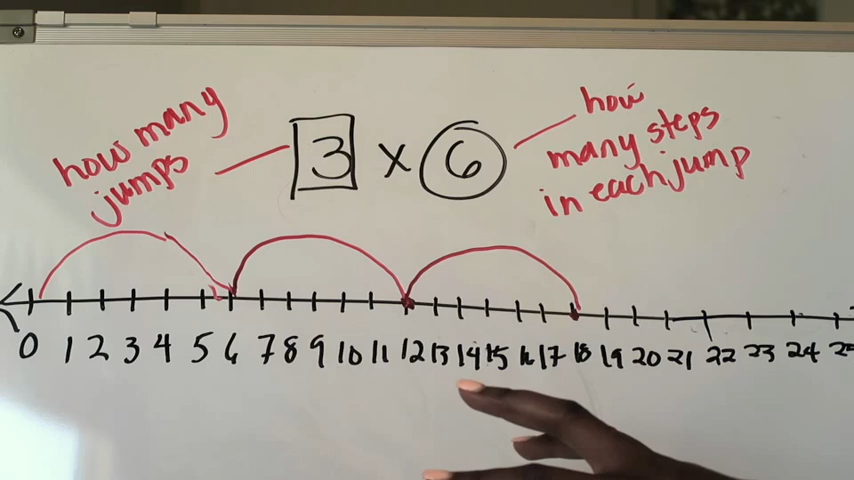 how many
jumps
3 x 6
how
many steps
in each jump
0 1 2 3 4 5 6 7 8 9 10 11 12 13 14 15 16 17 18 19 20 21 22 23 24 25